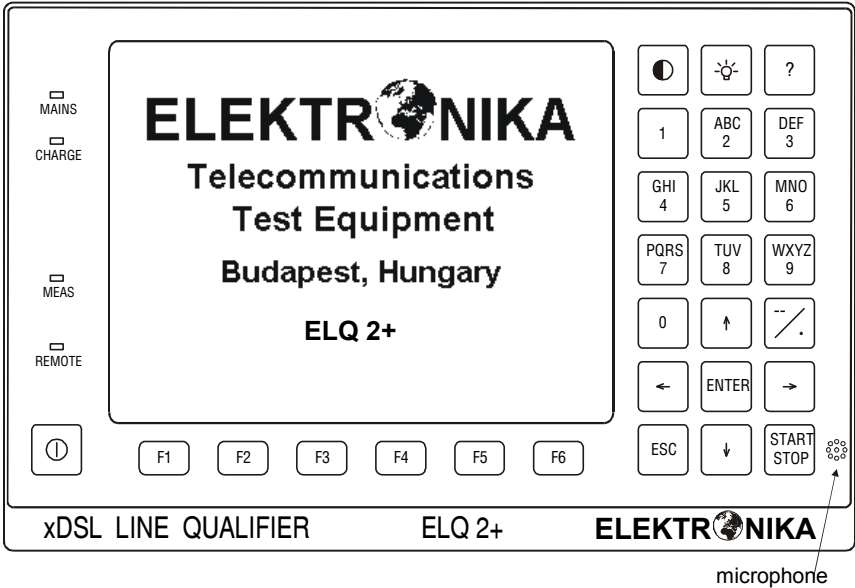 MAINS
CHARGE
MEAS
REMOTE
ELEKTRONIKA
Telecommunications
Test Equipment
Budapest, Hungary
ELQ 2+
F1 F2 F3 F4 F5 F6
?
1
ABC
2
DEF
3
GHI
4
JKL
5
MNO
6
PQRS
7
TUV
8
WXYZ
9
0
↑
--/.
←
ENTER
→
ESC
↓
START
STOP
xDSL LINE QUALIFIER ELQ 2+ ELEKTRONIKA
microphone